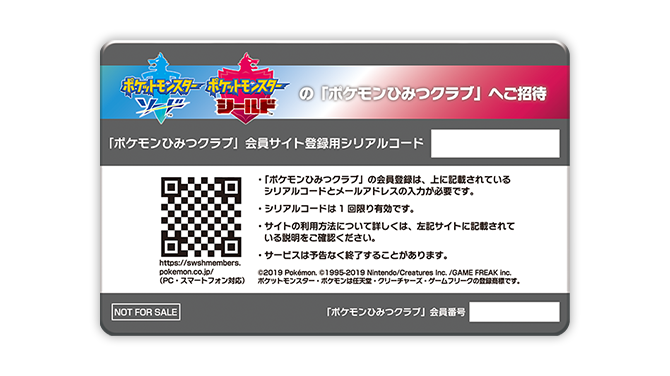 ポケットモンスター ソード ポケットモンスター シールド の「ポケモンひみつクラブ」へご招待
「ポケモンひみつクラブ」会員サイト登録用シリアルコード
・「ポケモンひみつクラブ」の会員登録は、上に記載されている
シリアルコードとメールアドレスの入力が必要です。
・シリアルコードは1回限り有効です。
・サイトの利用方法について詳しくは、左記サイトに記載されて
いる説明をご確認ください。
・サービスは予告なく終了することがあります。
https://swshmembers.
pokemon.co.jp/
（PC・スマートフォン対応）
©2019 Pokémon. ©1995-2019 Nintendo/Creatures Inc. /GAME FREAK inc.
ポケットモンスター・ポケモンは任天堂・クリーチャーズ・ゲームフリークの登録商標です。
NOT FOR SALE
「ポケモンひみつクラブ」会員番号